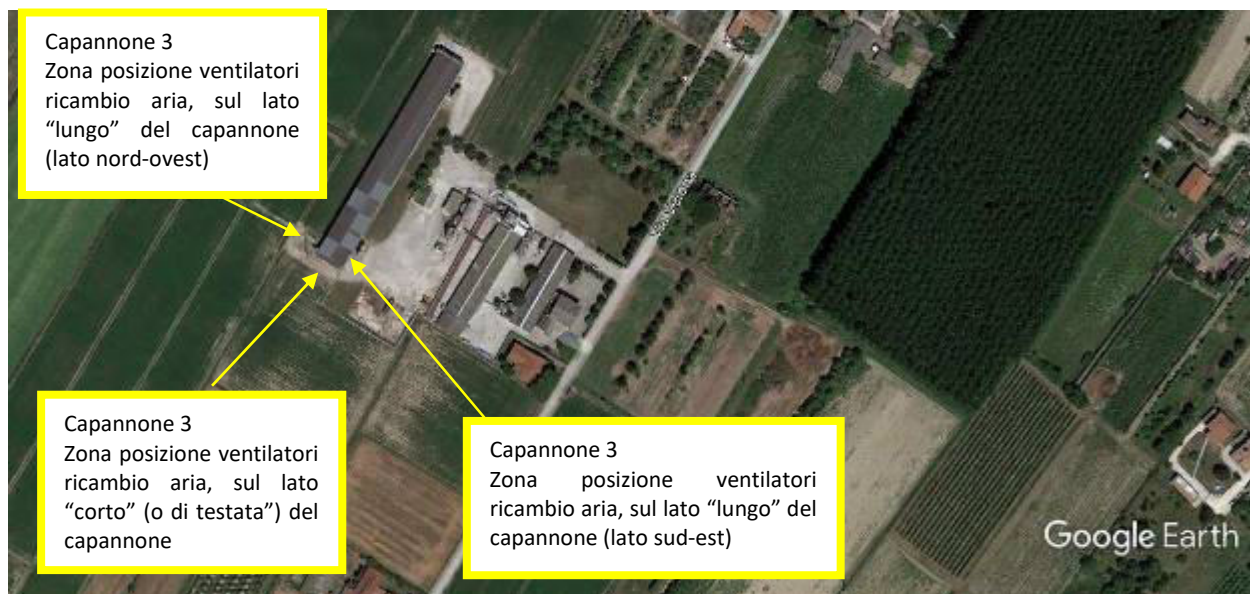 Capannone 3
Zona posizione ventilatori
ricambio aria, sul lato
“lungo” del capannone
(lato nord-ovest)
Capannone 3
Zona posizione ventilatori
ricambio aria, sul lato
“corto” (o di testata”) del
capannone
Capannone 3
Zona posizione ventilatori
ricambio aria, sul lato “lungo” del
capannone (lato sud-est)
Google Earth